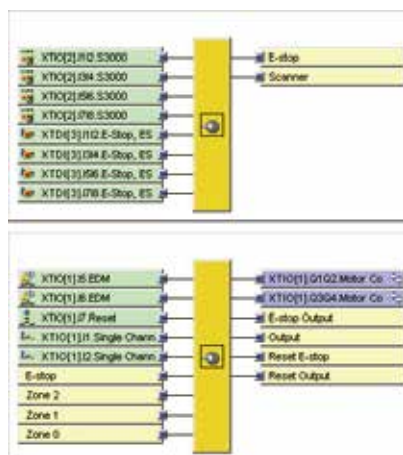 XTIO[2].I1I2.S3000
XTIO[2].I3I4.S3000
XTIO[2].I5I6.S3000
XTIO[2].I7I8.S3000
XTDI[3].I1I2.E-Stop, ES
XTDI[3].I3I4.E-Stop, ES
XTDI[3].I5I6.E-Stop, ES
XTDI[3].I7I8.E-Stop, ES
E-stop
Scanner
XTIO[1].I5.EDM
XTIO[1].I6.EDM
XTIO[1].I7.Reset
XTIO[1].I1.Single Chann
XTIO[1].I2.Single Chann
E-stop
Zone 2
Zone 1
Zone 0
XTIO[1].Q1Q2.Motor Co
XTIO[1].Q3Q4.Motor Co
E-stop Output
Output
Reset E-stop
Reset Output